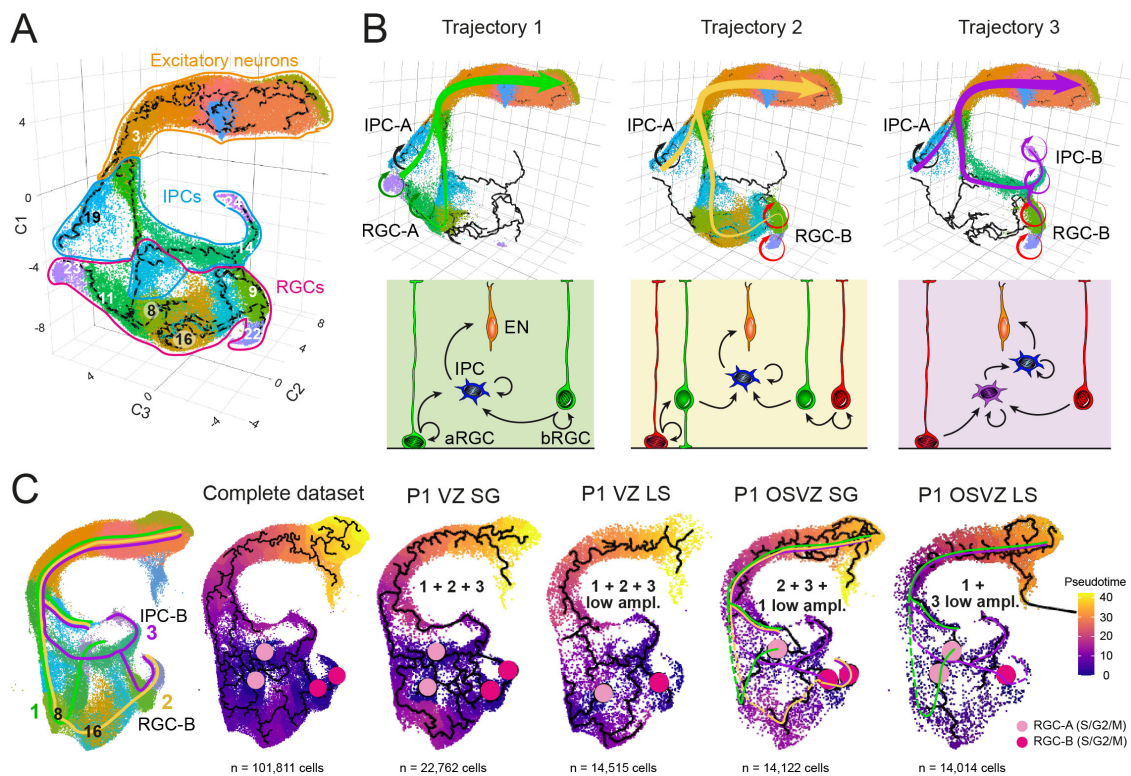 A
Excitatory neurons
3
IPCs
19
24
14
RGCs
23
11
9
8
16
22
C1
4
0
-4
-8
4
0
-4
C3
8
4
0
-4
C2
B
Trajectory 1
Trajectory 2
Trajectory 3
IPC-A
RGC-A
IPC-A
RGC-B
IPC-A
IPC-B
RGC-B
EN
IPC
aRGC
bRGC
C
Complete dataset
P1 VZ SG
P1 VZ LS
P1 OSVZ SG
P1 OSVZ LS
IPC-B
3
1
8
16
2
RGC-B
1 + 2 + 3
1 + 2 + 3
low ampl.
2 + 3 +
1 low ampl.
1 +
3 low ampl.
Pseudotime
40
30
20
10
0
RGC-A (S/G2/M)
RGC-B (S/G2/M)
n = 101,811 cells
n = 22,762 cells
n = 14,515 cells
n = 14,122 cells
n = 14,014 cells